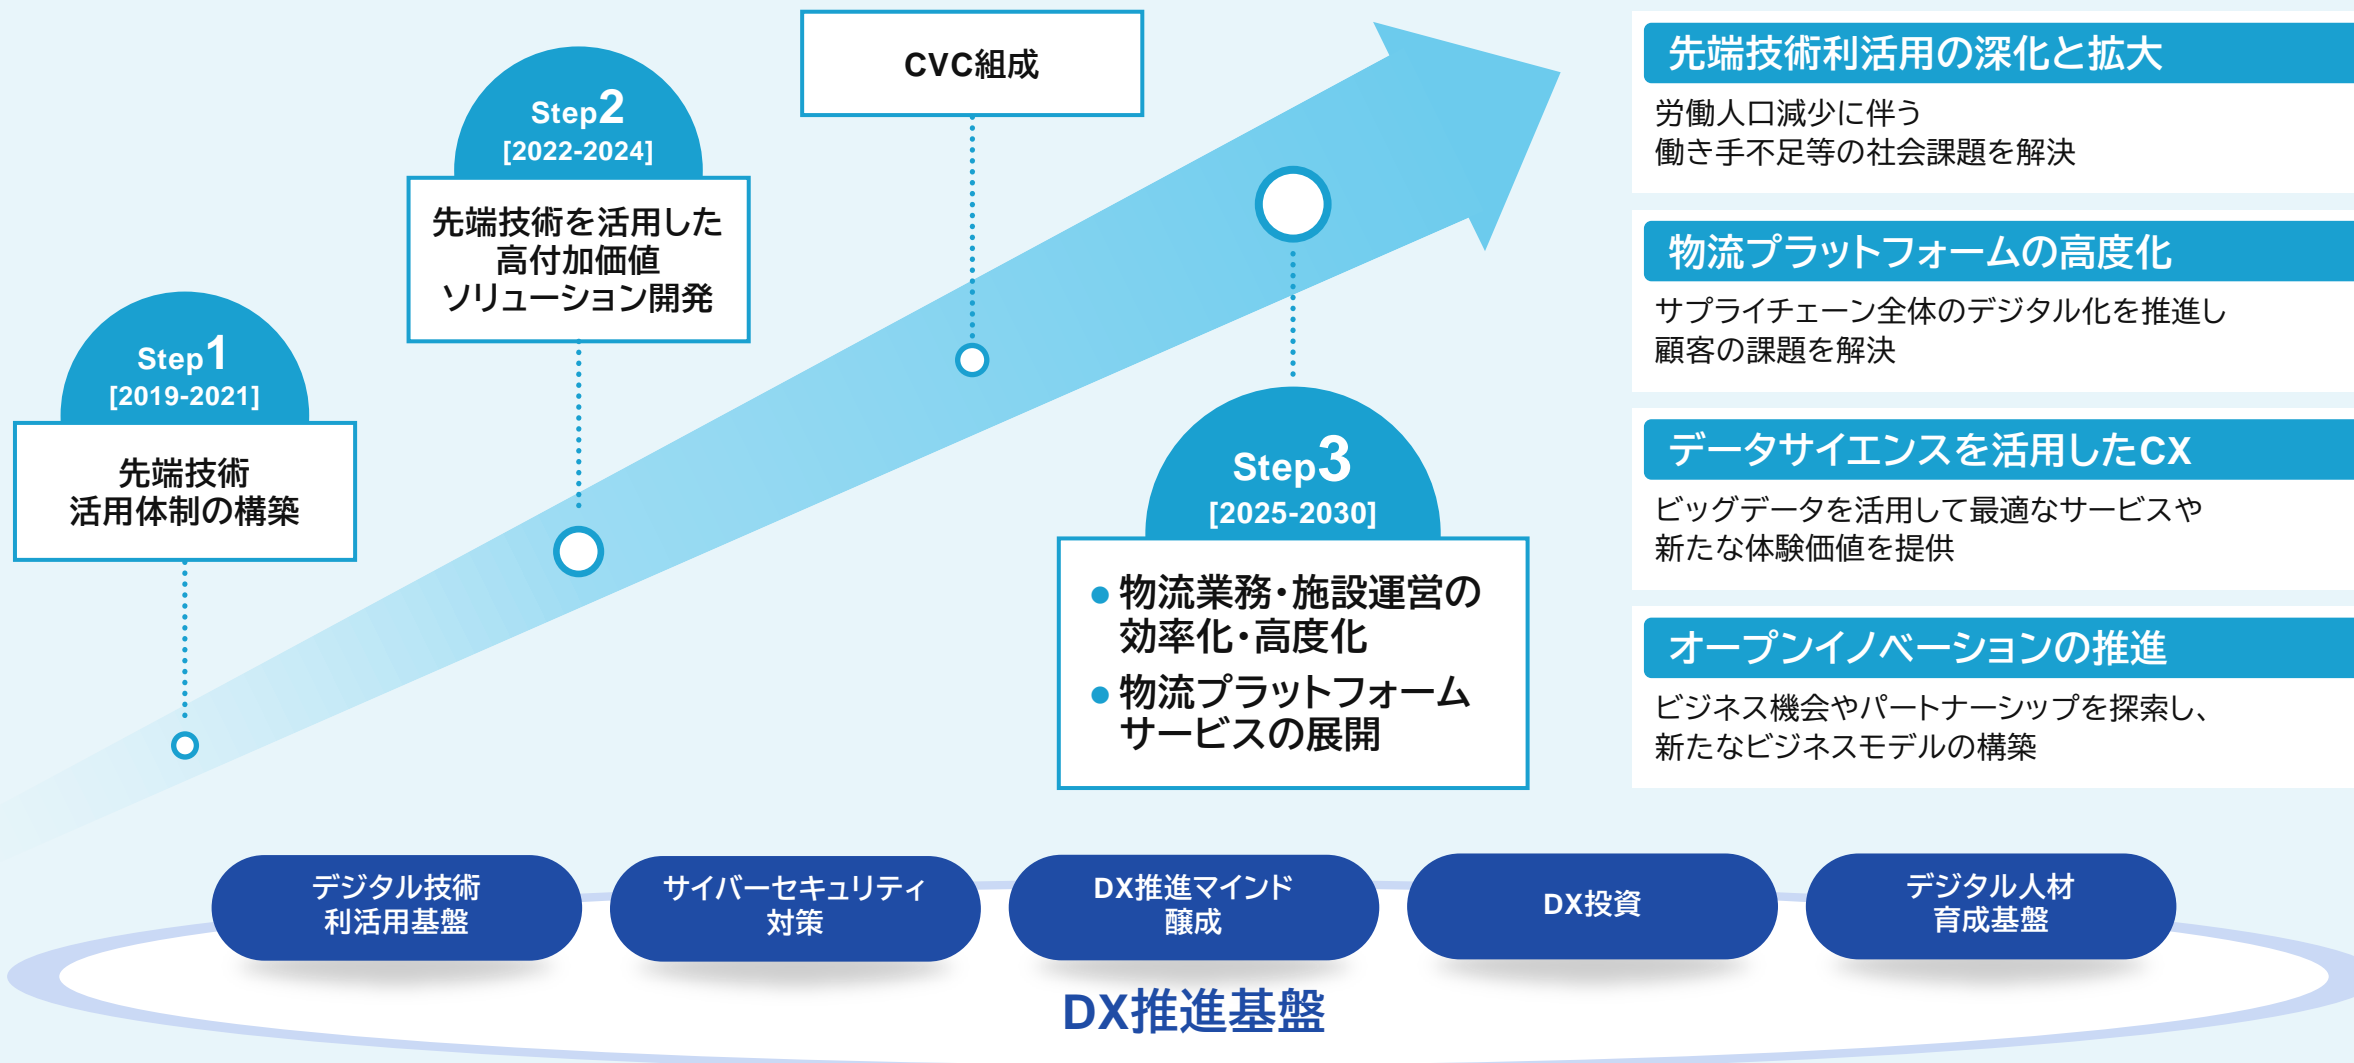 Step1
[2019-2021]
先端技術
活用体制の構築
Step2
[2022-2024]
先端技術を活用した
高付加価値
ソリューション開発
CVC組成
Step3
[2025-2030]
● 物流業務・施設運営の
効率化・高度化
● 物流プラットフォーム
サービスの展開
先端技術利活用の深化と拡大
労働人口減少に伴う
働き手不足等の社会課題を解決
物流プラットフォームの高度化
サプライチェーン全体のデジタル化を推進し
顧客の課題を解決
データサイエンスを活用したCX
ビッグデータを活用して最適なサービスや
新たな体験価値を提供
オープンイノベーションの推進
ビジネス機会やパートナーシップを探索し、
新たなビジネスモデルの構築
デジタル技術
利活用基盤
サイバーセキュリティ
対策
DX推進マインド
醸成
DX投資
デジタル人材
育成基盤
DX推進基盤